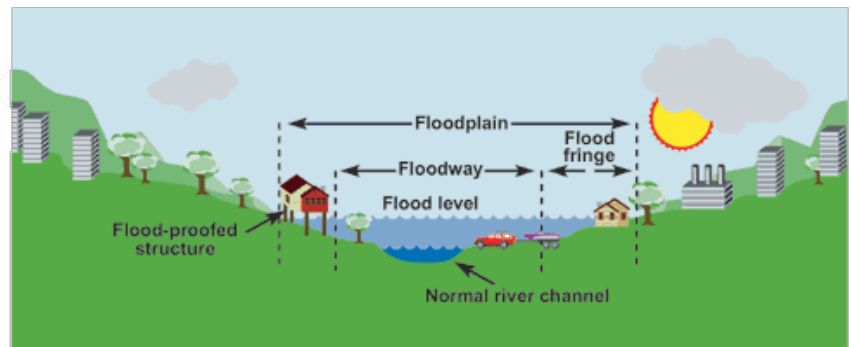 Floodplain
Flood
fringe
Floodway
Flood level
Flood-proofed
structure
Normal river channel